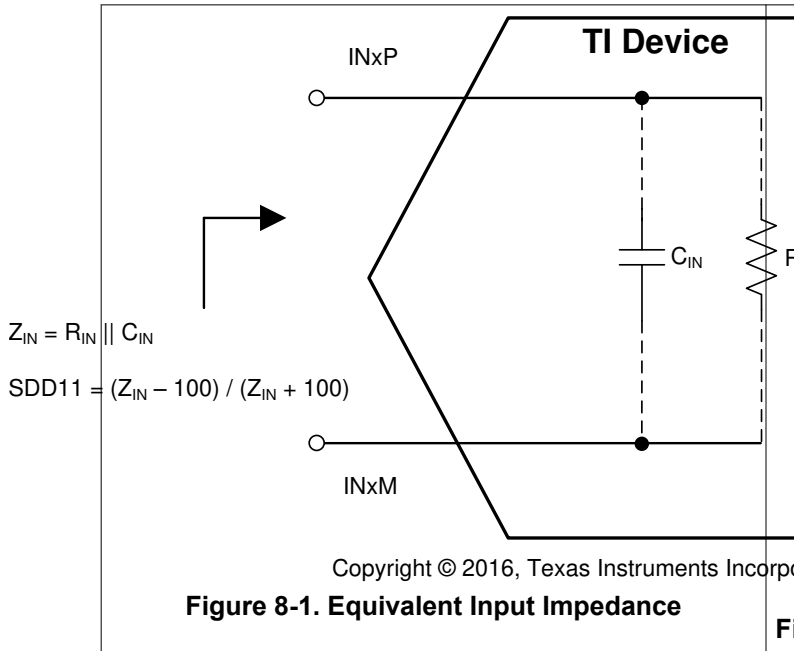 TI Device
INxP
C_IN
R
Z_IN = R_IN || C_IN
SDD11 = (Z_IN – 100) / (Z_IN + 100)
INxM
Copyright © 2016, Texas Instruments Incorpo
Figure 8-1. Equivalent Input Impedance
Fi